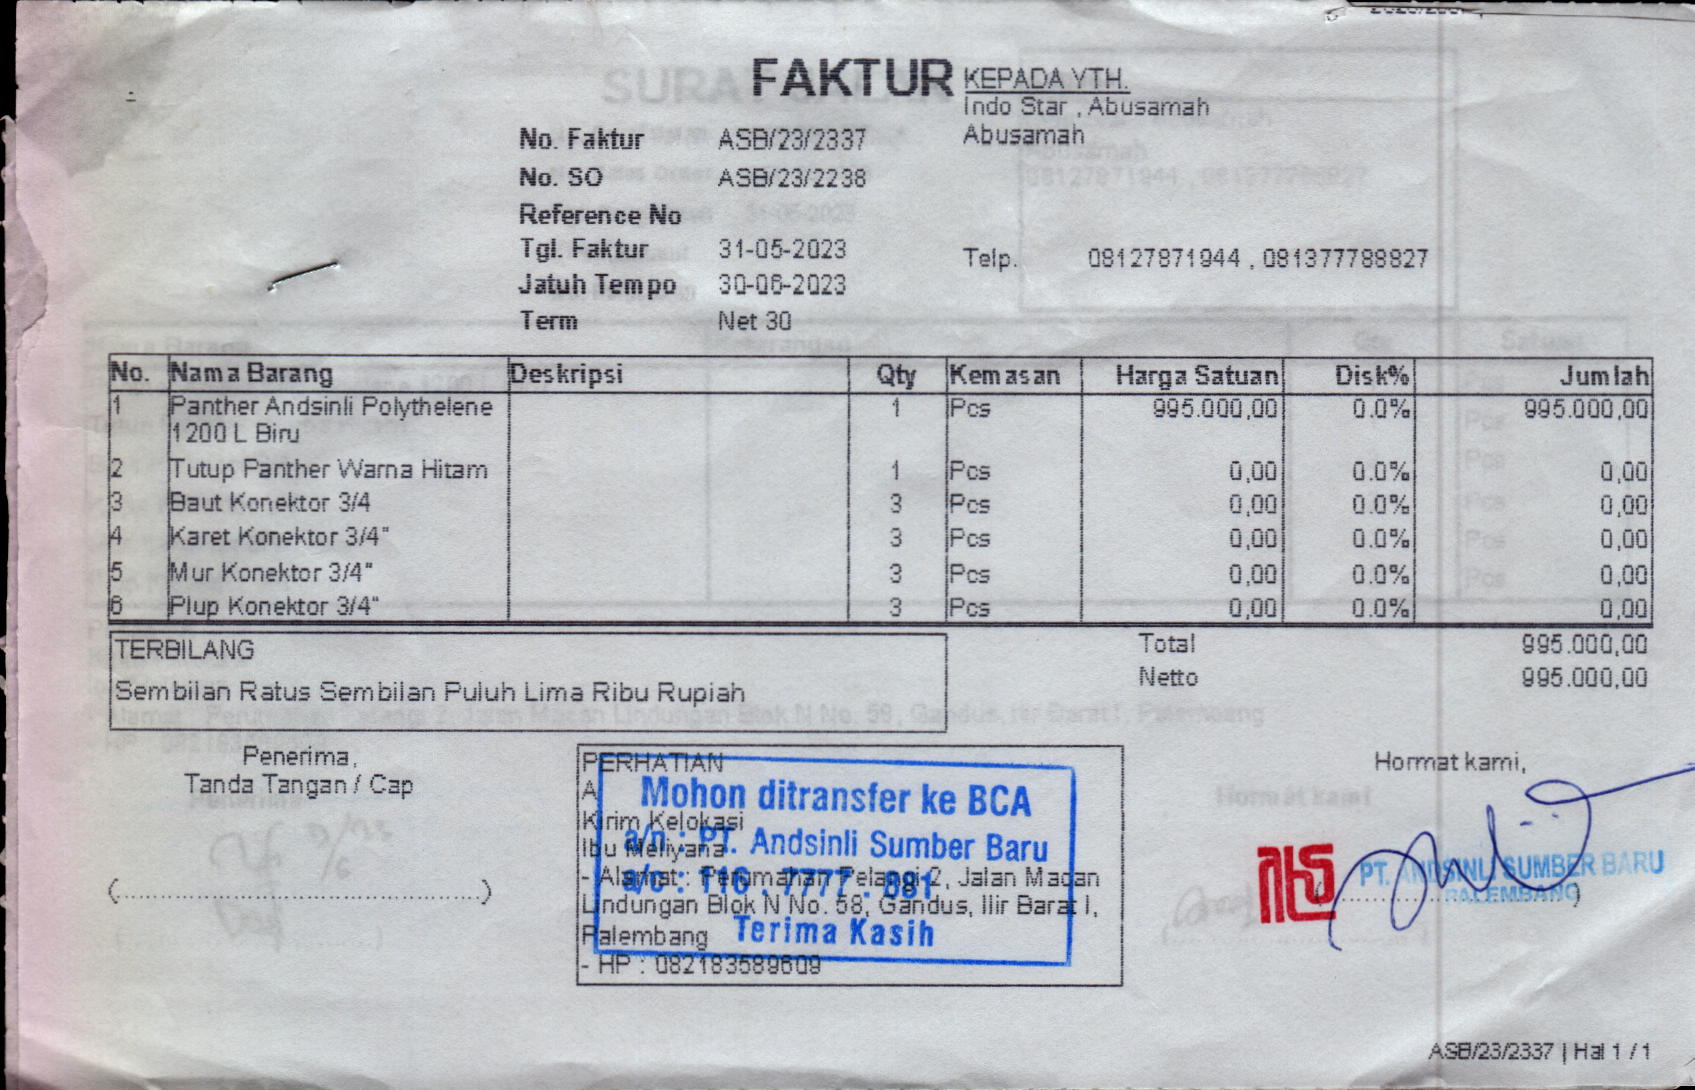 FAKTUR
KEPADA YTH.
Indo Star , Abusamah
Abusamah
No. Faktur ASB/23/2337
No. SO ASB/23/2238
Reference No
Tgl. Faktur 31-05-2023
Jatuh Tempo 30-06-2023
Term Net 30
Telp. 08127871944 , 081377788827
No. Nama Barang Deskripsi Qty Kemasan Harga Satuan Disk% Jumlah
1 Panther Andsinli Polythelene 1 Pcs 995.000,00 0.0% 995.000,00
1200 L Biru
2 Tutup Panther Warna Hitam 1 Pcs 0,00 0.0% 0,00
3 Baut Konektor 3/4 3 Pcs 0,00 0.0% 0,00
4 Karet Konektor 3/4" 3 Pcs 0,00 0.0% 0,00
5 Mur Konektor 3/4" 3 Pcs 0,00 0.0% 0,00
6 Plup Konektor 3/4" 3 Pcs 0,00 0.0% 0,00
TERBILANG
Sembilan Ratus Sembilan Puluh Lima Ribu Rupiah
Total 995.000,00
Netto 995.000,00
Penerima,
Tanda Tangan / Cap
PERHATIAN
Kirim Kelokasi
Ibu Meliyana
- Alamat : Perumahan Pelangi 2, Jalan Macan
Lindungan Blok N No. 58, Gandus, Ilir Barat I,
Palembang
- HP : 082183589609
Mohon ditransfer ke BCA
a/n : PT. Andsinli Sumber Baru
a/c : 116 . 7777 . 881
Terima Kasih
Hormat kami,
PT. ANDSINLI SUMBER BARU
PALEMBANG
ASB/23/2337 | Hal 1 / 1